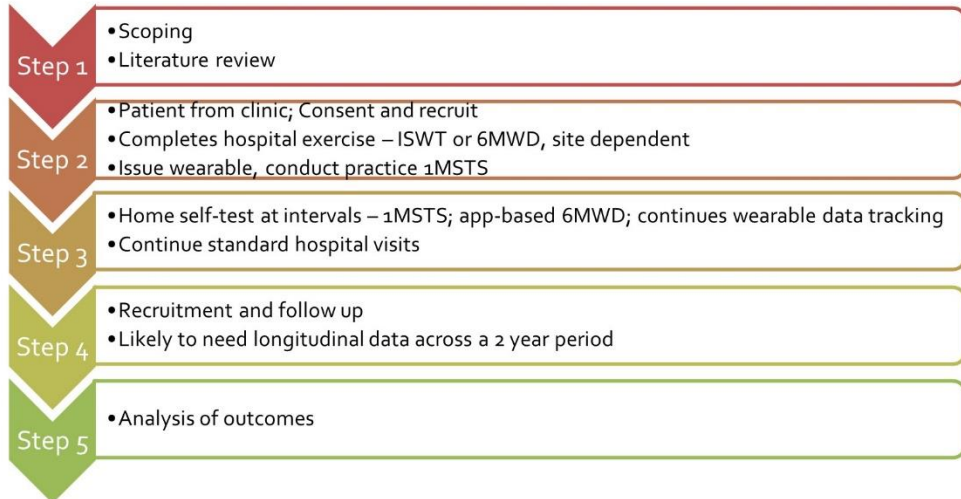 Step 1
•Scoping
•Literature review
Step 2
•Patient from clinic; Consent and recruit
•Completes hospital exercise – ISWT or 6MWD, site dependent
•Issue wearable, conduct practice 1MSTS
Step 3
•Home self-test at intervals – 1MSTS; app-based 6MWD; continues wearable data tracking
•Continue standard hospital visits
Step 4
•Recruitment and follow up
•Likely to need longitudinal data across a 2 year period
Step 5
•Analysis of outcomes